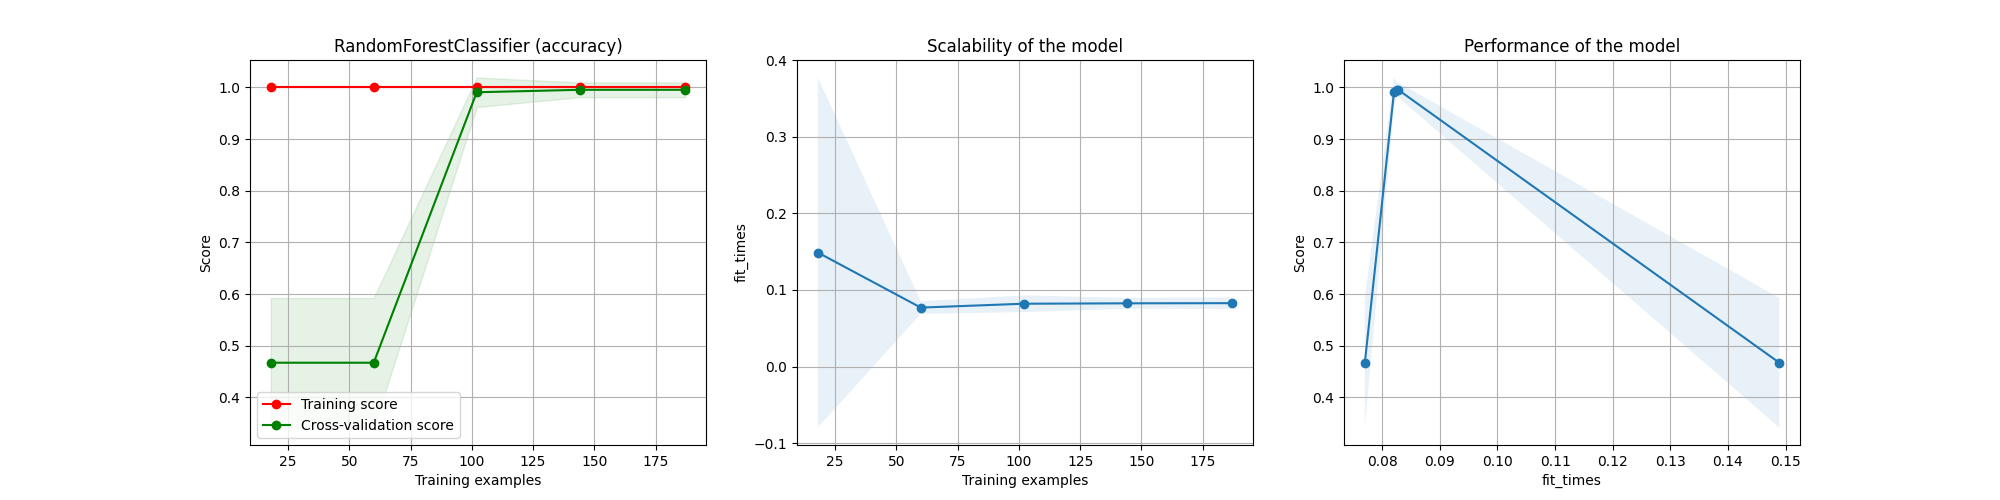 RandomForestClassifier (accuracy)
Score
1.0
0.9
0.8
0.7
0.6
0.5
0.4
Training score
Cross-validation score
25 50 75 100 125 150 175
Training examples
Scalability of the model
fit_times
0.4
0.3
0.2
0.1
0.0
−0.1
25 50 75 100 125 150 175
Training examples
Performance of the model
Score
1.0
0.9
0.8
0.7
0.6
0.5
0.4
0.08 0.09 0.10 0.11 0.12 0.13 0.14 0.15
fit_times